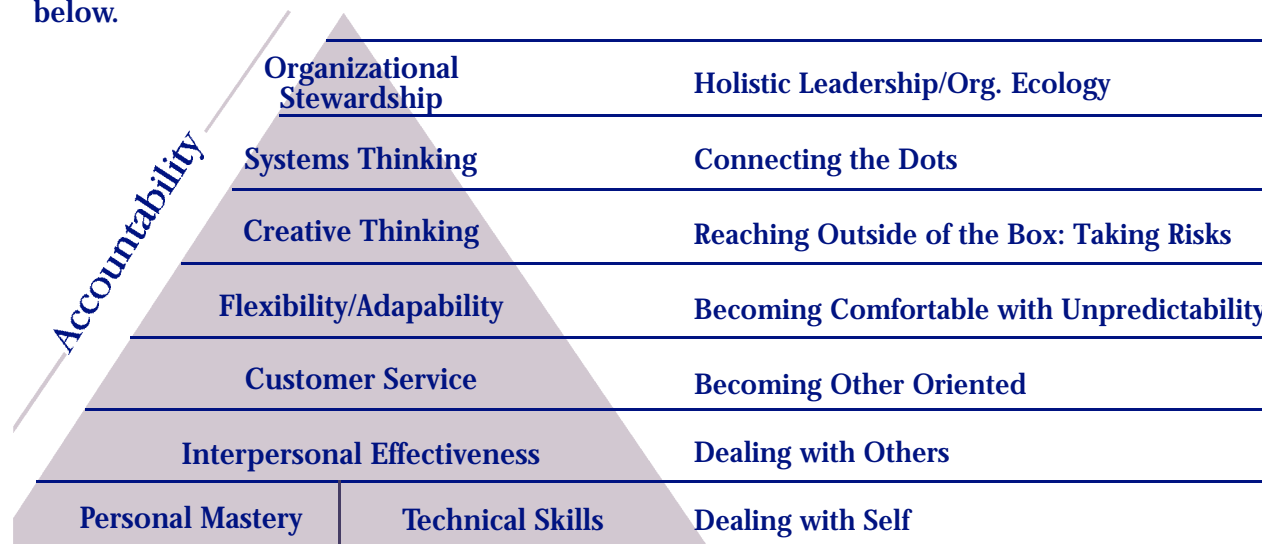 below.
Organizational
Stewardship
Holistic Leadership/Org. Ecology
Accountability
Systems Thinking
Connecting the Dots
Creative Thinking
Reaching Outside of the Box: Taking Risks
Flexibility/Adapability
Becoming Comfortable with Unpredictability
Customer Service
Becoming Other Oriented
Interpersonal Effectiveness
Dealing with Others
Personal Mastery
Technical Skills
Dealing with Self